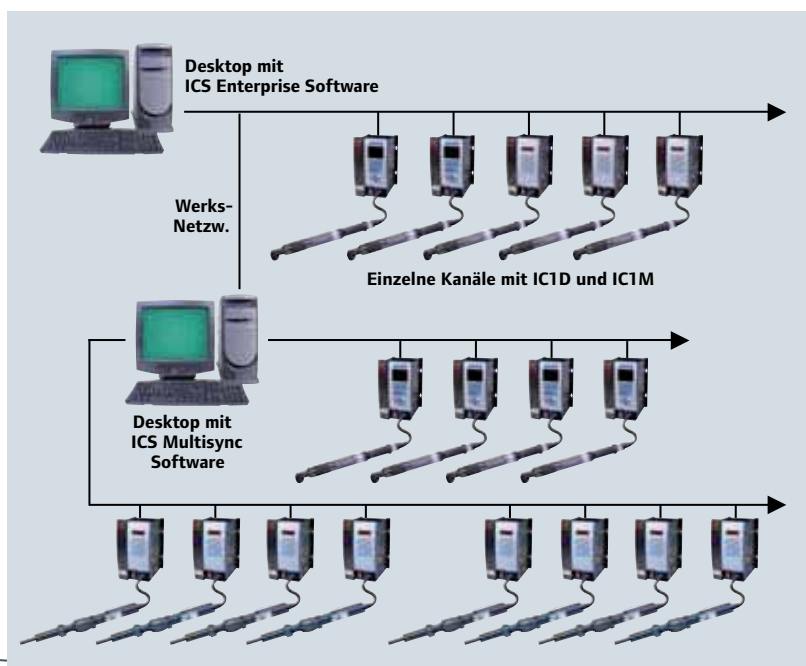 Desktop mit
ICS Enterprise Software
Werks-
Netzw.
Einzelne Kanäle mit IC1D und IC1M
Desktop mit
ICS Multisync
Software